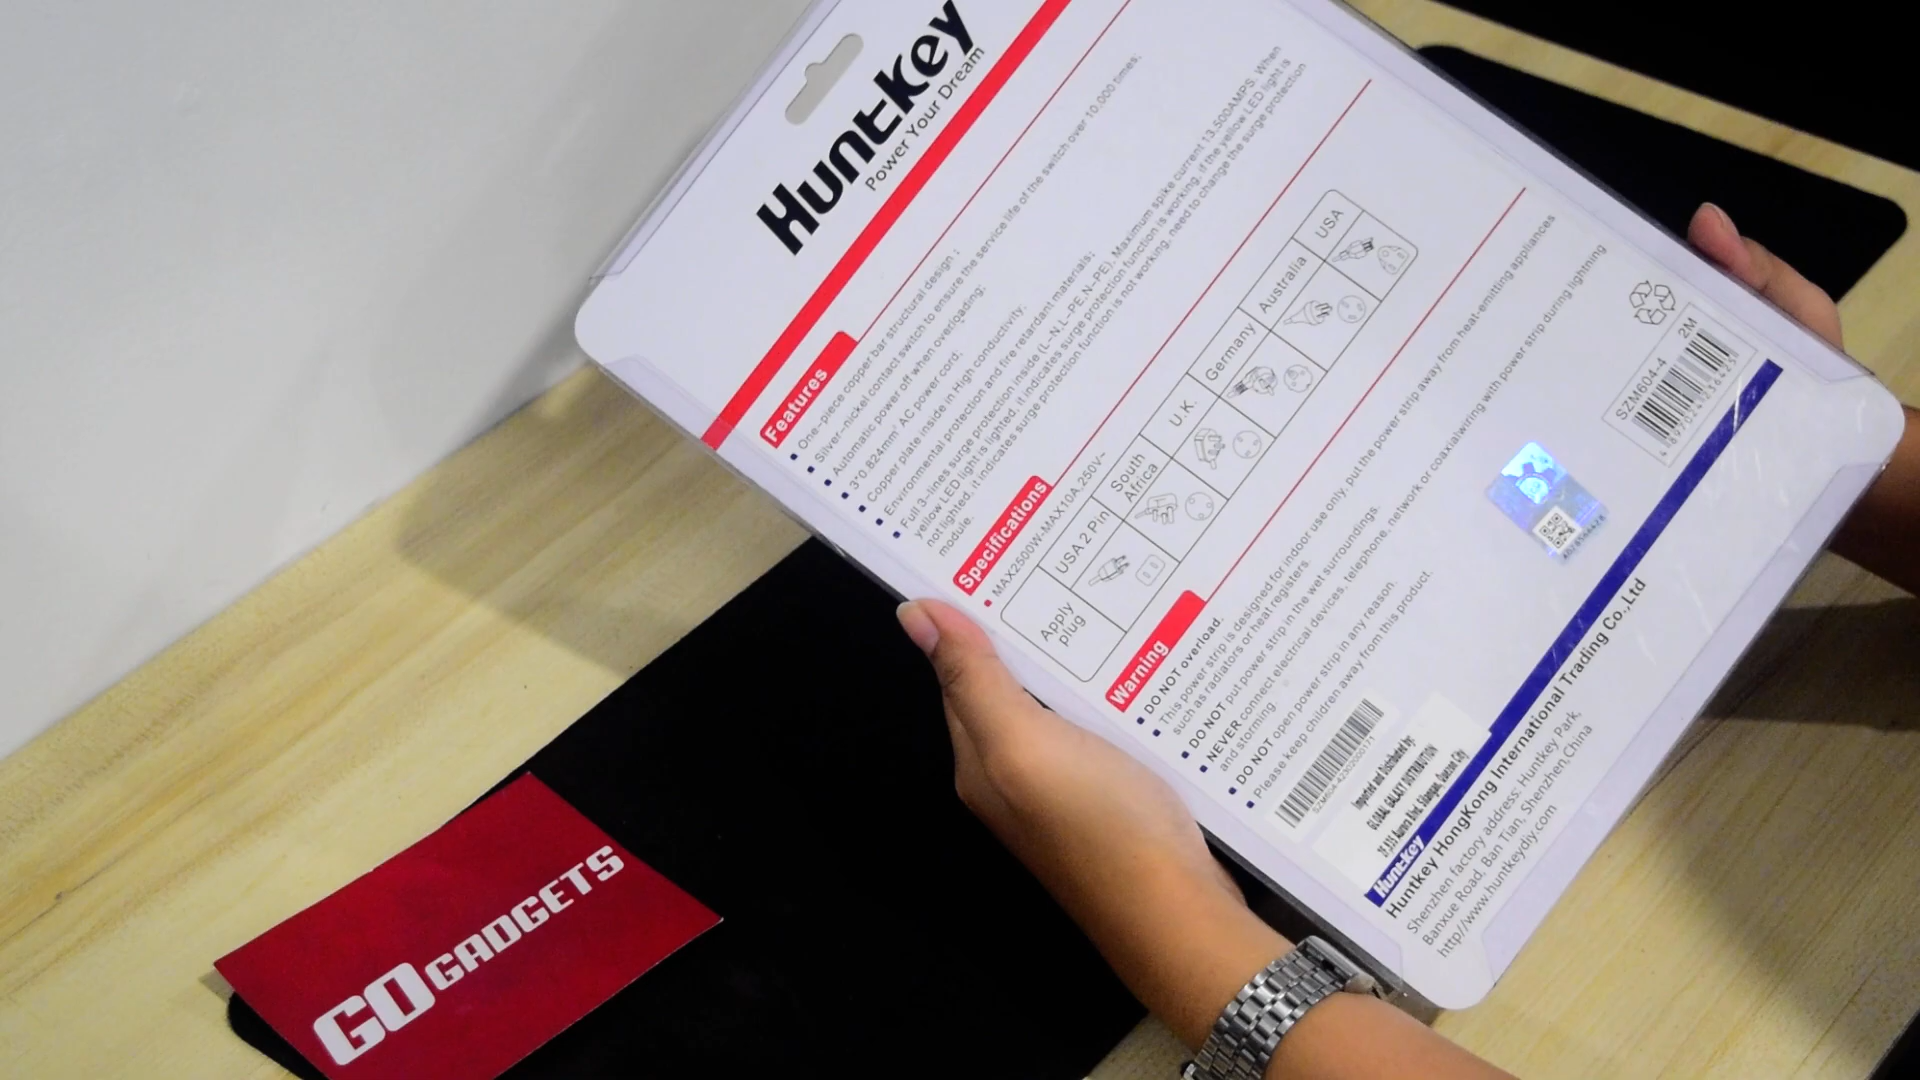 Huntkey
Power Your Dream
Features
One-piece copper bar structural design;
Silver-nickel contact switch to ensure the service life of the switch over 10,000 times;
Automatic power off when overloading;
3*0.824mm² AC power cord;
Copper plate inside in High conductivity;
Environmental protection and fire retardant materials;
Full 3-lines surge protection inside (L-N,L-PE,N-PE). Maximum spike current 13,500AMPS. When
yellow LED light is lighted, it indicates surge protection function is working, if the yellow LED light is
not lighted, it indicates surge protection function is not working, need to change the surge protection
module.
Specifications
MAX2500W-MAX10A,250V~
Apply plug
USA 2 Pin
South Africa
U.K.
Germany
Australia
USA
Warning
DO NOT overload.
This power strip is designed for indoor use only, put the power strip away from heat-emitting appliances
such as radiators or heat registers.
DO NOT put power strip in the wet surroundings.
NEVER connect electrical devices, telephone, network or coaxialwiring with power strip during lightning
and storming.
DO NOT open power strip in any reason.
Please keep children away from this product.
SZM604-4 2M
Imported and Distributed by:
GLOBAL GALAXY DISTRIBUTION
Huntkey
Huntkey HongKong International Trading Co.,Ltd
Shenzhen factory address: Huntkey Park,
Banxue Road, Ban Tian, Shenzhen, China
http//www.huntkeydiy.com
GOGADGETS